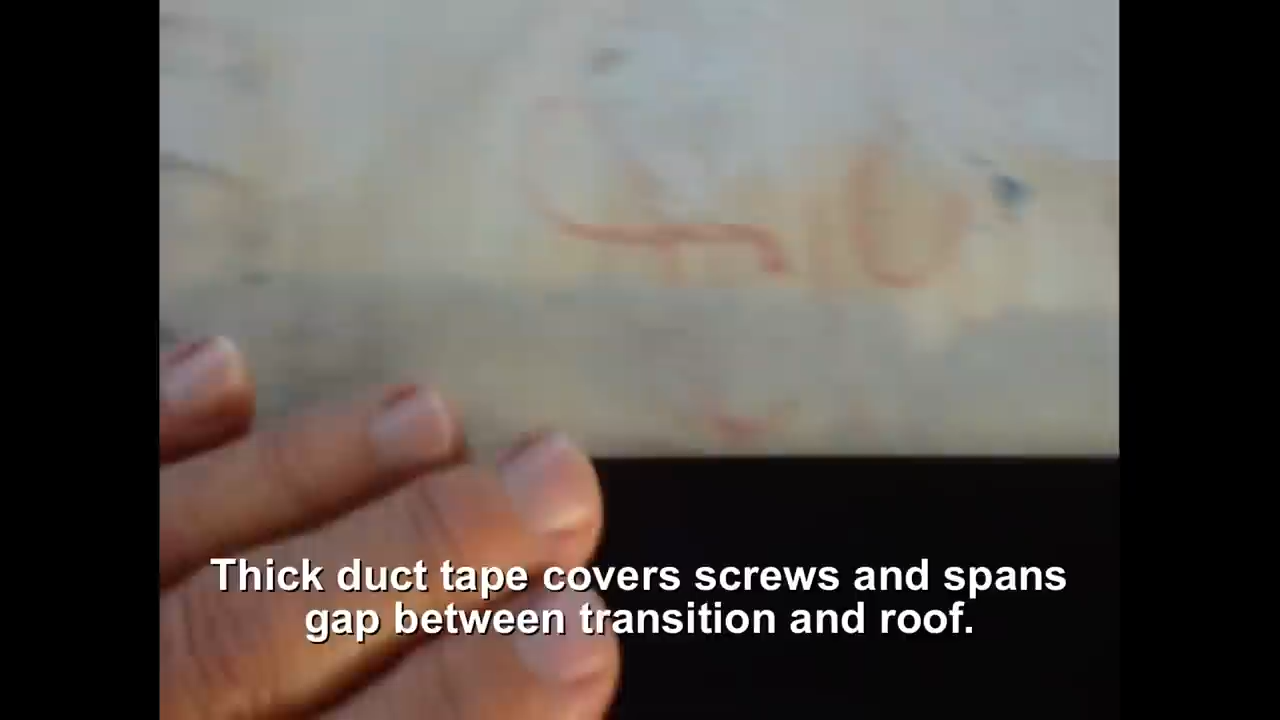 Thick duct tape covers screws and spans
gap between transition and roof.